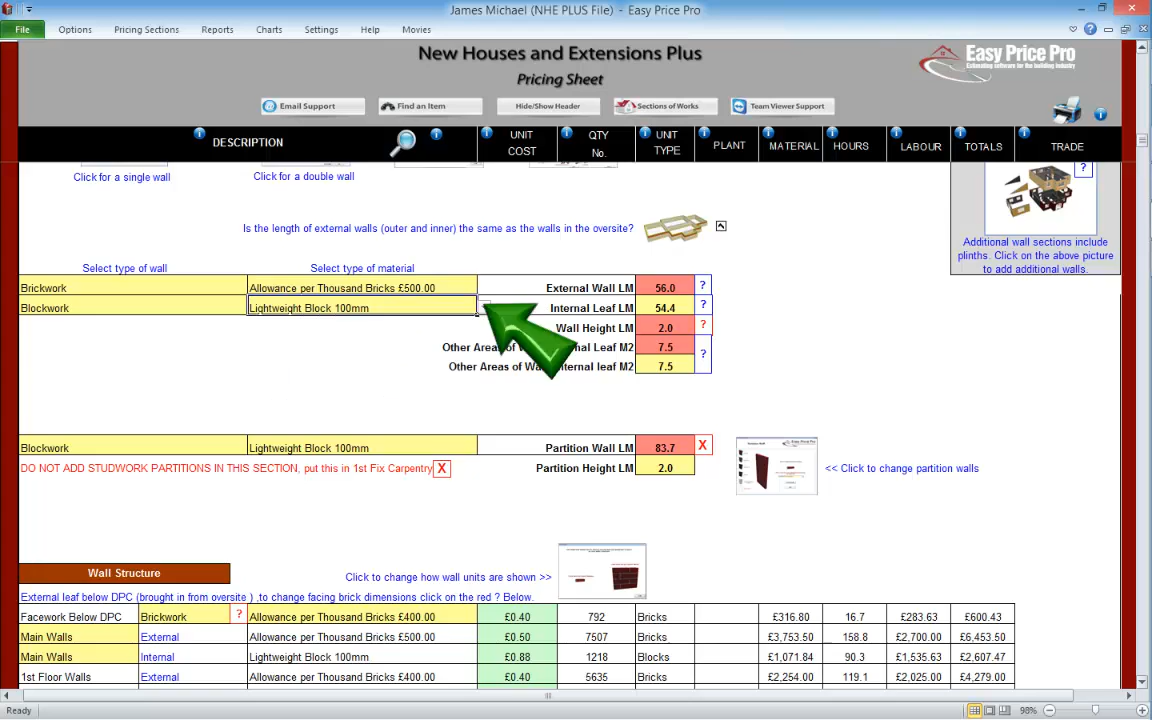 James Michael (NHE PLUS File) - Easy Price Pro
File Options Pricing Sections Reports Charts Settings Help Movies
New Houses and Extensions Plus
Pricing Sheet
Easy Price Pro
Estimating software for the building industry
Email Support Find an Item Hide/Show Header Sections of Works Team Viewer Support
DESCRIPTION UNIT COST QTY No. UNIT TYPE PLANT MATERIAL HOURS LABOUR TOTALS TRADE
Click for a single wall Click for a double wall
Is the length of external walls (outer and inner) the same as the walls in the oversite?
?
Additional wall sections include
plinths. Click on the above picture
to add additional walls.
Select type of wall Select type of material
Brickwork Allowance per Thousand Bricks £500.00 External Wall LM 56.0 ?
Blockwork Lightweight Block 100mm Internal Leaf LM 54.4 ?
Wall Height LM 2.0 ?
Other Areas of Leaf M2 7.5
?
Other Areas of leaf M2 7.5
Blockwork Lightweight Block 100mm Partition Wall LM 83.7 X
DO NOT ADD STUDWORK PARTITIONS IN THIS SECTION, put this in 1st Fix Carpentry X Partition Height LM 2.0 << Click to change partition walls
Wall Structure Click to change how wall units are shown >>
External leaf below DPC (brought in from oversite ) ,to change facing brick dimensions click on the red ? Below.
Facework Below DPC Brickwork ? Allowance per Thousand Bricks £400.00 £0.40 792 Bricks £316.80 16.7 £283.63 £600.43
Main Walls External Allowance per Thousand Bricks £500.00 £0.50 7507 Bricks £3,753.50 158.8 £2,700.00 £6,453.50
Main Walls Internal Lightweight Block 100mm £0.88 1218 Blocks £1,071.84 90.3 £1,535.63 £2,607.47
1st Floor Walls External Allowance per Thousand Bricks £400.00 £0.40 5635 Bricks £2,254.00 119.1 £2,025.00 £4,279.00
Ready 98%